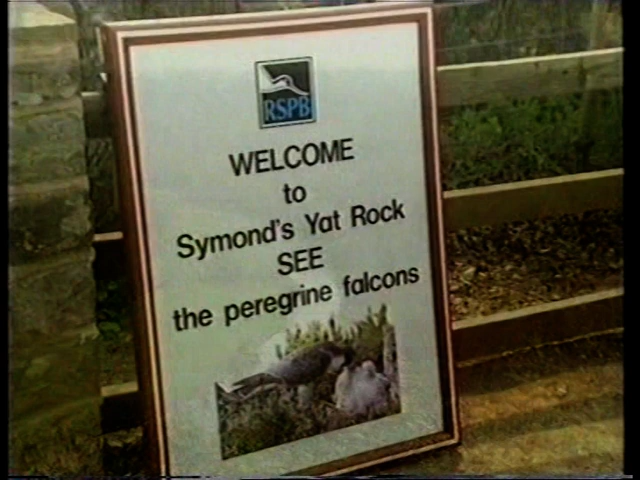 RSPB
WELCOME
to
Symond's Yat Rock
SEE
the peregrine falcons